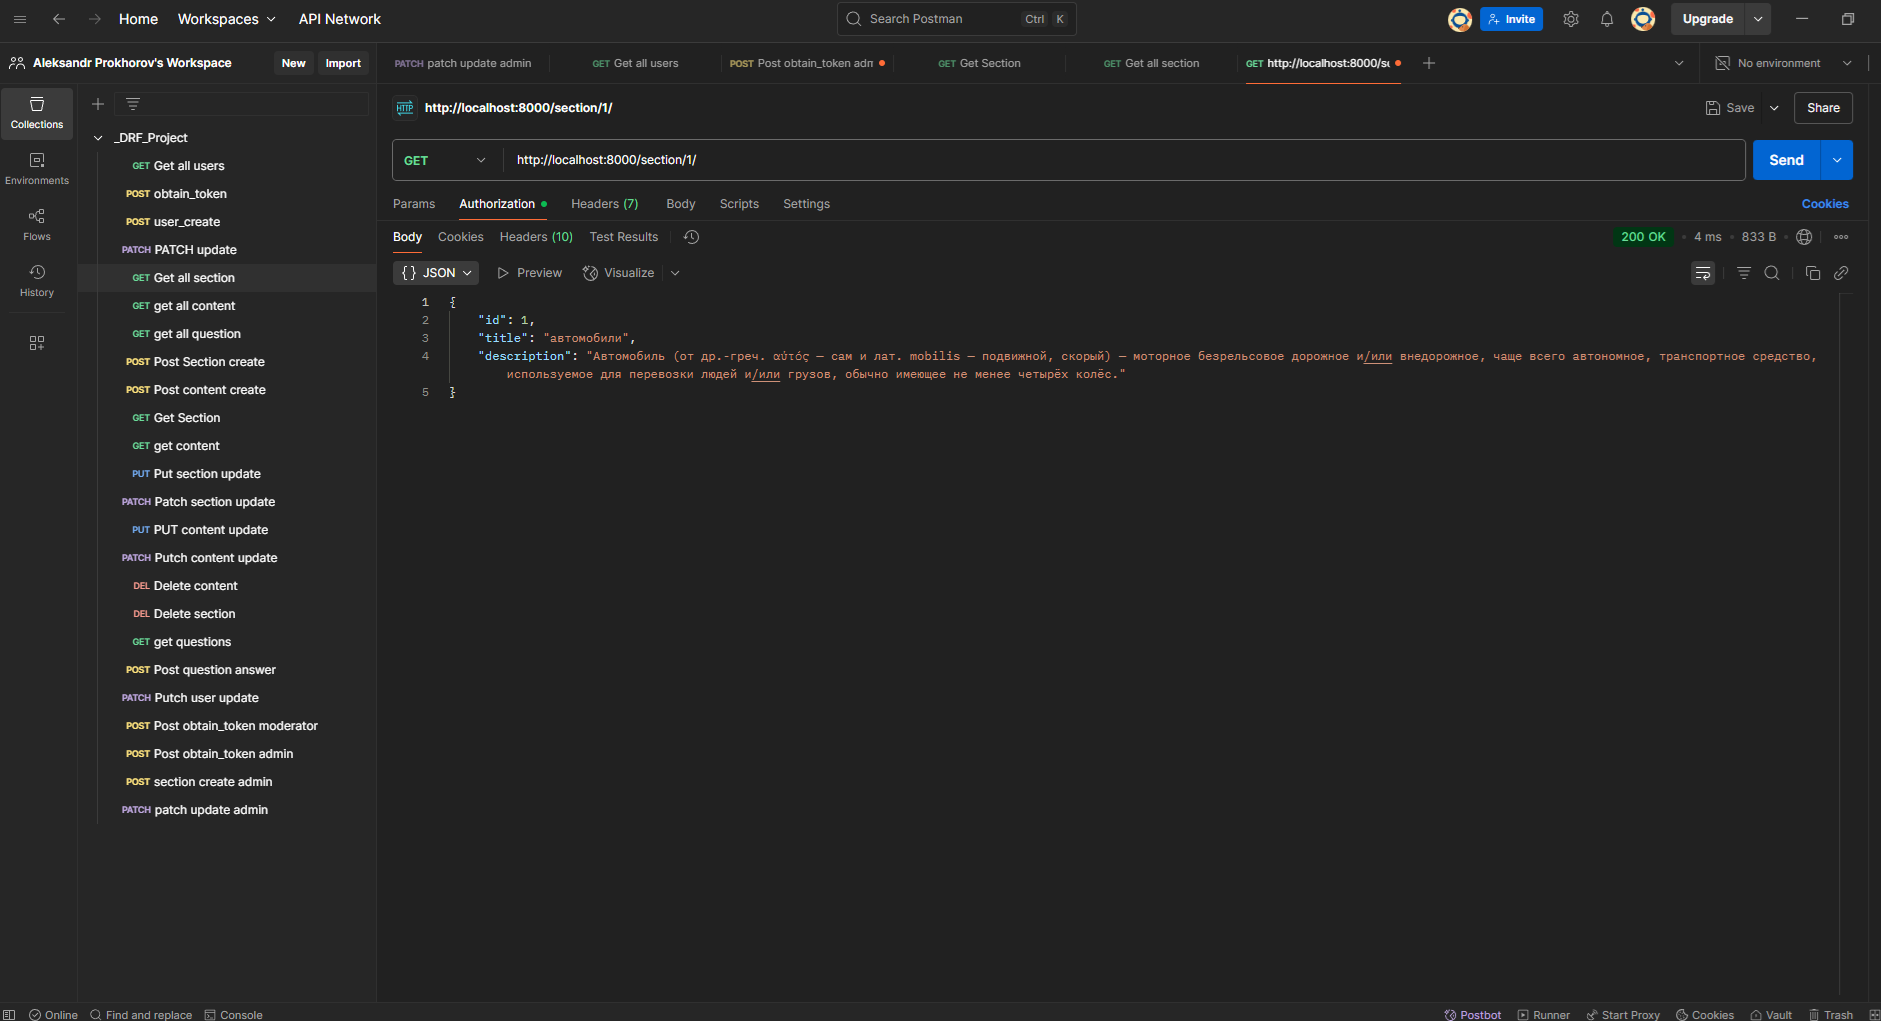 Home Workspaces API Network Search Postman Ctrl K Invite Upgrade
Aleksandr Prokhorov's Workspace New Import PATCH patch update admin GET Get all users POST Post obtain_token adm GET Get Section GET Get all section GET http://localhost:8000/se No environment
Collections
Environments
Flows
History
_DRF_Project
GET Get all users
POST obtain_token
POST user_create
PATCH PATCH update
GET Get all section
GET get all content
GET get all question
POST Post Section create
POST Post content create
GET Get Section
GET get content
PUT Put section update
PATCH Patch section update
PUT PUT content update
PATCH Putch content update
DEL Delete content
DEL Delete section
GET get questions
POST Post question answer
PATCH Putch user update
POST Post obtain_token moderator
POST Post obtain_token admin
POST section create admin
PATCH patch update admin
HTTP http://localhost:8000/section/1/ Save Share
GET http://localhost:8000/section/1/ Send
Params Authorization Headers (7) Body Scripts Settings Cookies
Body Cookies Headers (10) Test Results 200 OK 4 ms 833 B
{} JSON Preview Visualize
1 {
2 "id": 1,
3 "title": "автомобили",
4 "description": "Автомобиль (от др.-греч. αὐτός — сам и лат. mobilis — подвижной, скорый) — моторное безрельсовое дорожное и/или внедорожное, чаще всего автономное, транспортное средство,
используемое для перевозки людей и/или грузов, обычно имеющее не менее четырёх колёс."
5 }
Online Find and replace Console Postbot Runner Start Proxy Cookies Vault Trash